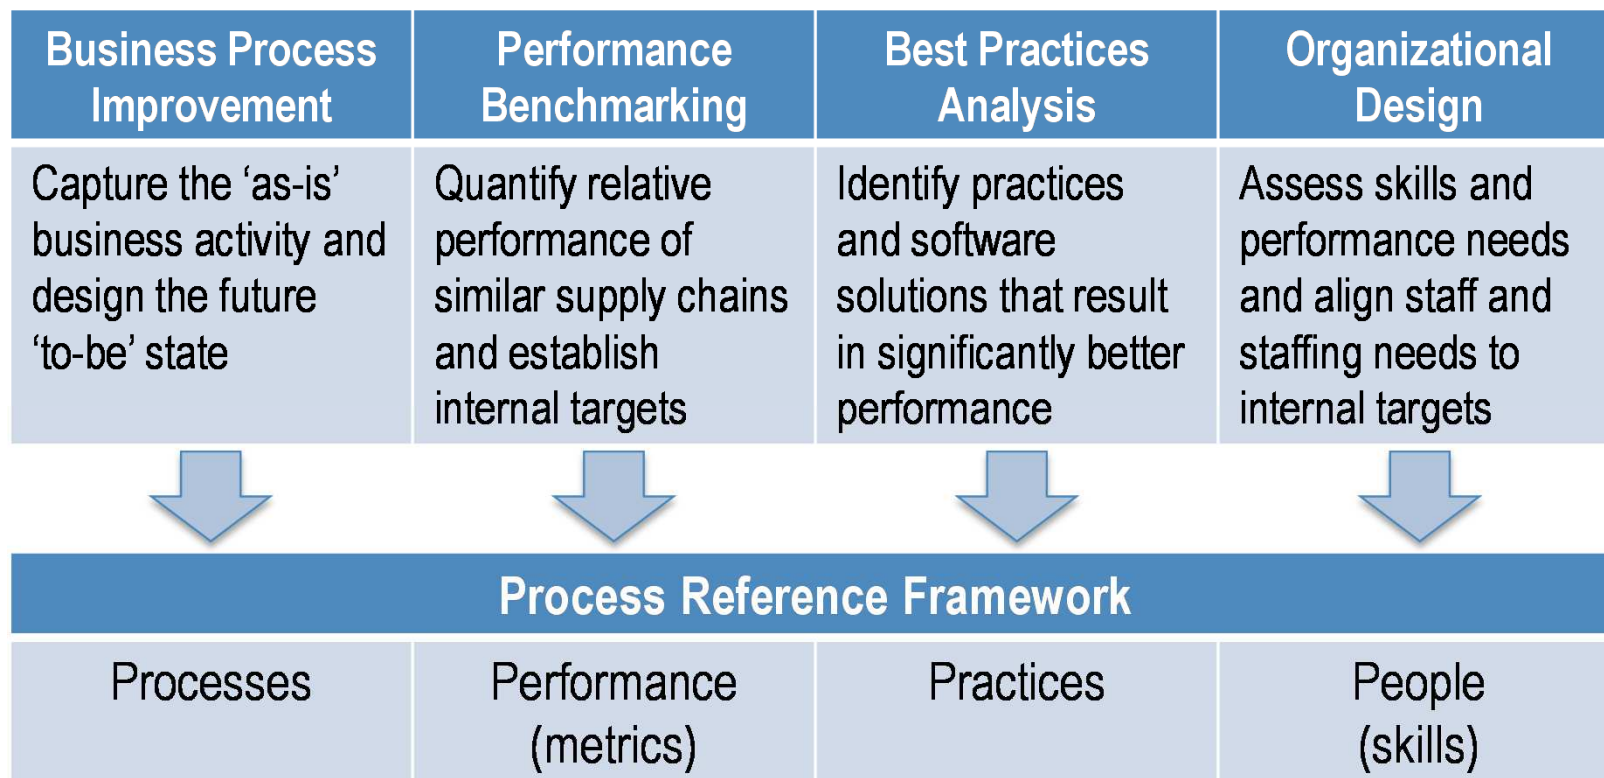 Business Process
Improvement
Performance
Benchmarking
Best Practices
Analysis
Organizational
Design
Capture the ‘as-is’
business activity and
design the future
‘to-be’ state
Quantify relative
performance of
similar supply chains
and establish
internal targets
Identify practices
and software
solutions that result
in significantly better
performance
Assess skills and
performance needs
and align staff and
staffing needs to
internal targets
Process Reference Framework
Processes
Performance
(metrics)
Practices
People
(skills)